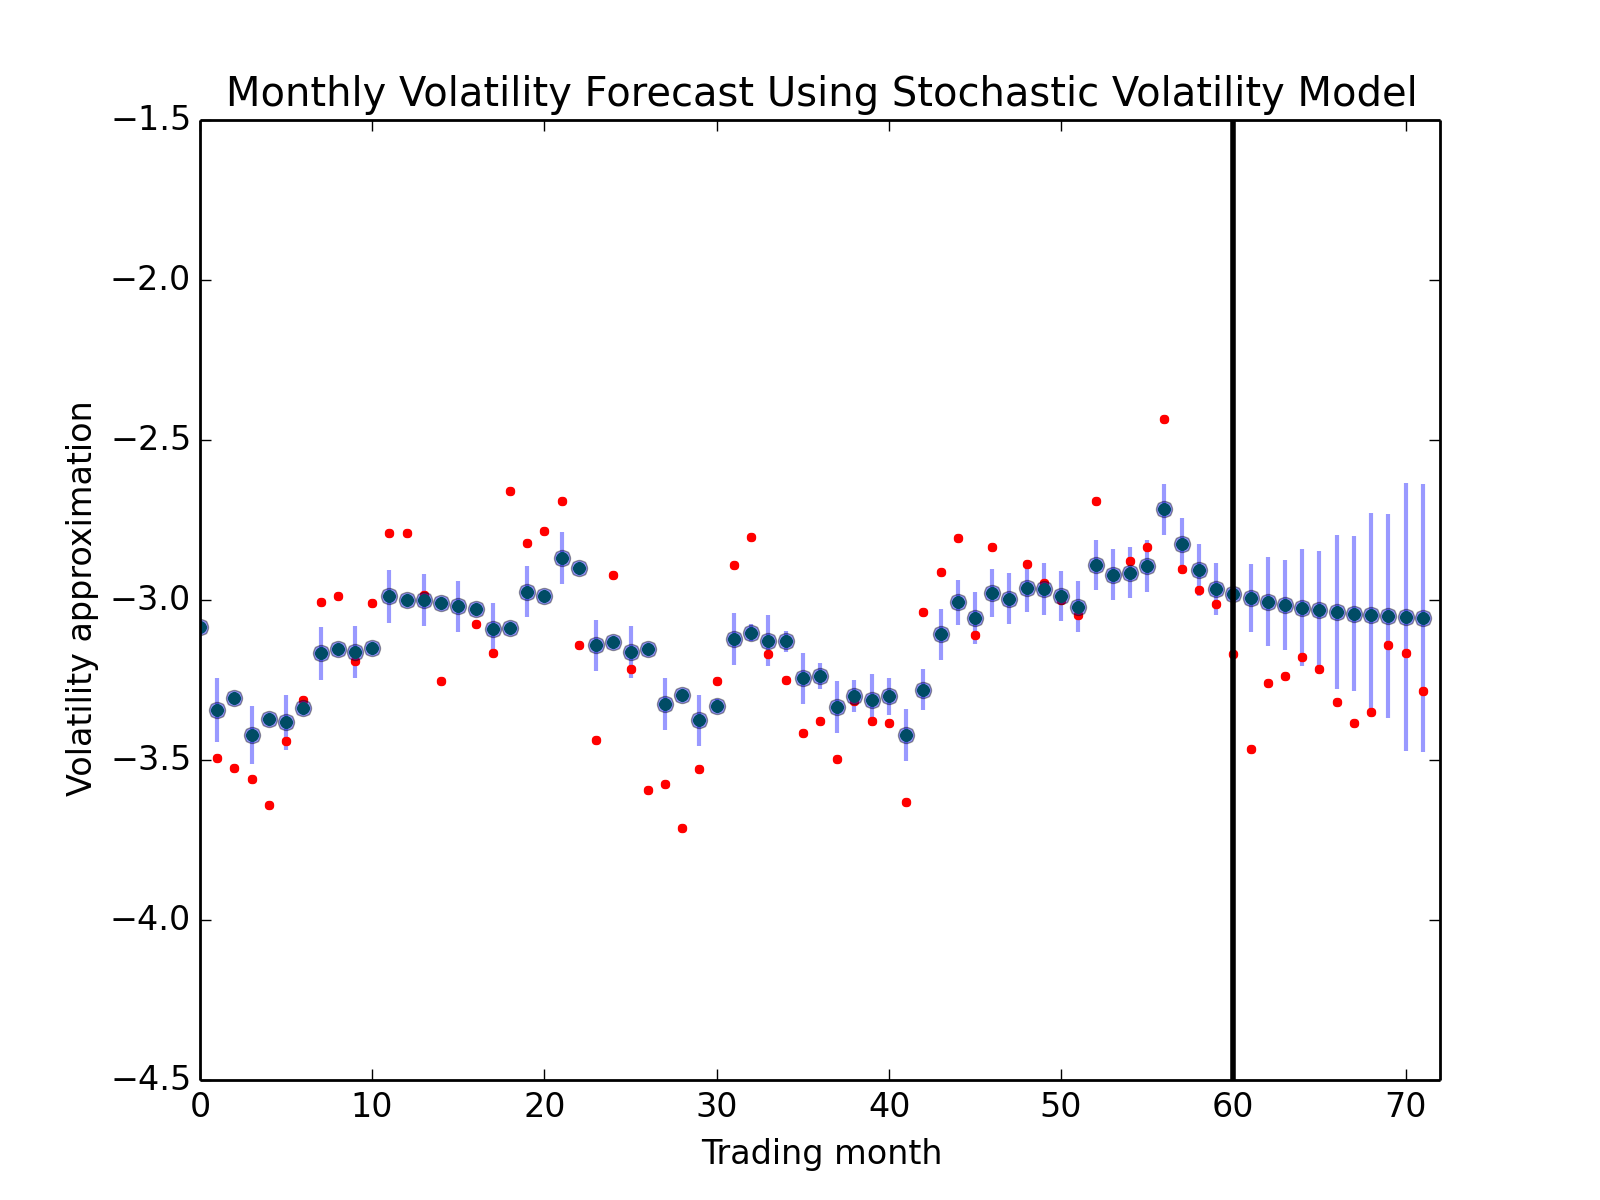 Monthly Volatility Forecast Using Stochastic Volatility Model
−1.5
−2.0
−2.5
−3.0
−3.5
−4.0
−4.5
Volatility approximation
0 10 20 30 40 50 60 70
Trading month